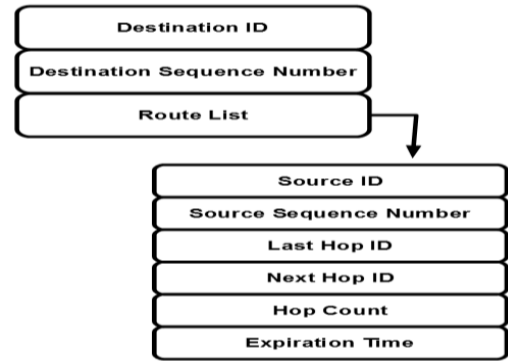 Destination ID
Destination Sequence Number
Route List
Source ID
Source Sequence Number
Last Hop ID
Next Hop ID
Hop Count
Expiration Time